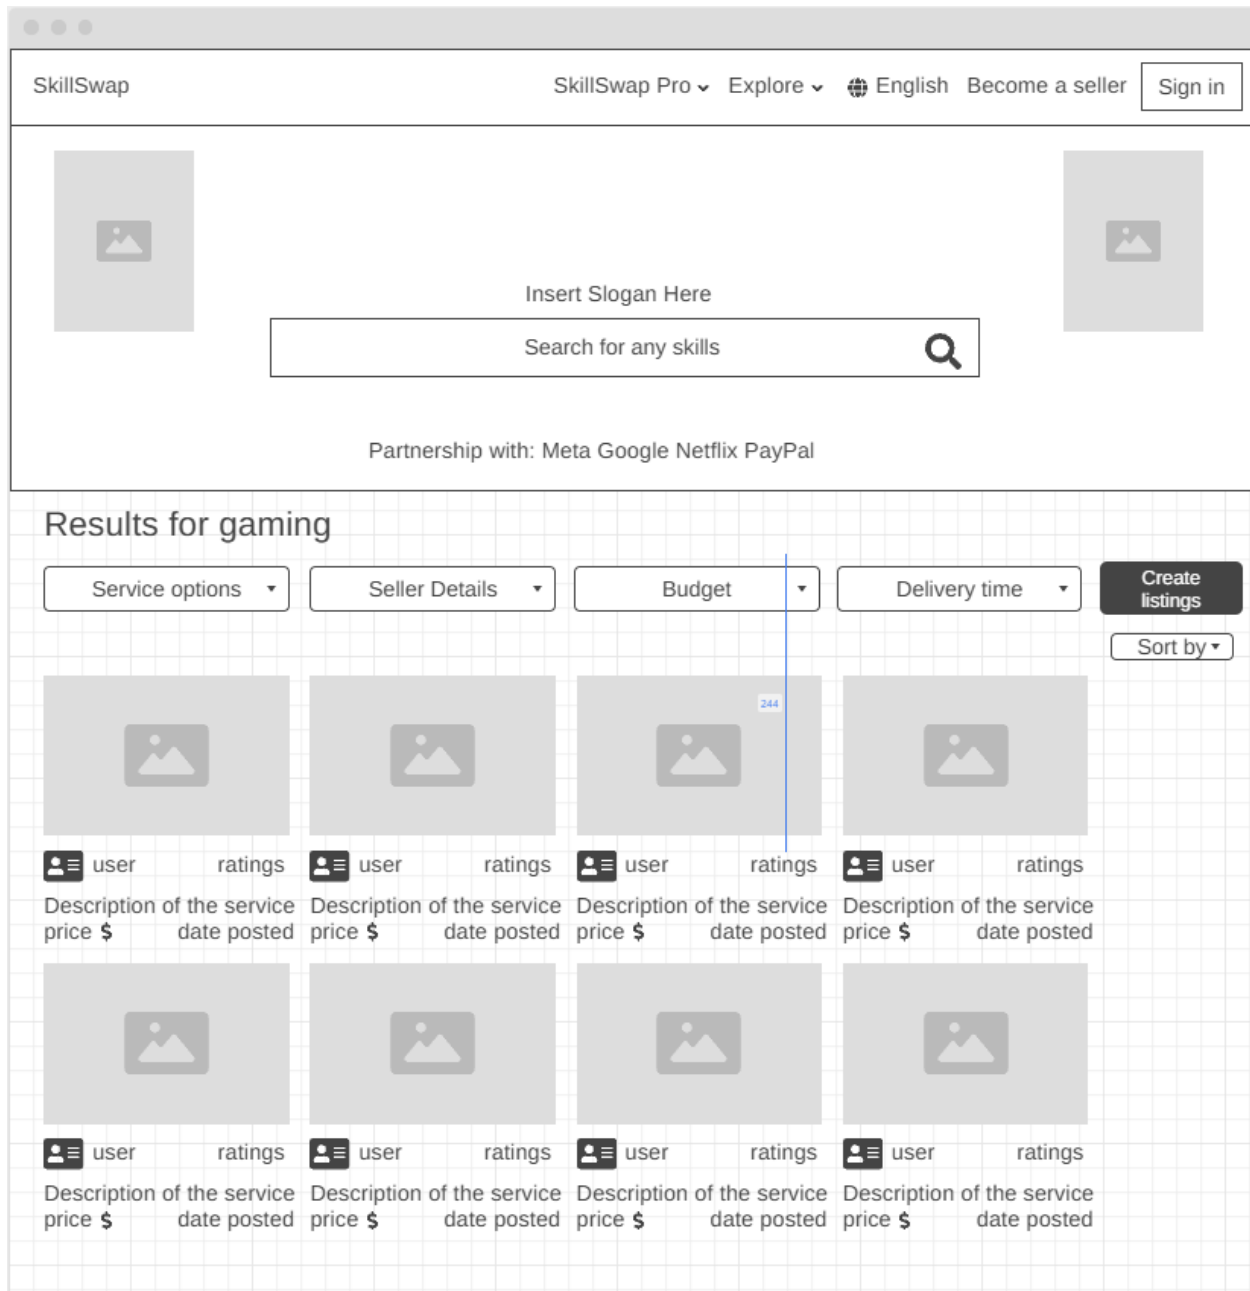 SkillSwap SkillSwap Pro Explore English Become a seller Sign in
Insert Slogan Here
Search for any skills
Partnership with: Meta Google Netflix PayPal
Results for gaming
Service options Seller Details Budget Delivery time Create
listings
Sort by
244
user ratings user ratings user ratings user ratings
Description of the service Description of the service Description of the service Description of the service
price $ date posted price $ date posted price $ date posted price $ date posted
user ratings user ratings user ratings user ratings
Description of the service Description of the service Description of the service Description of the service
price $ date posted price $ date posted price $ date posted price $ date posted